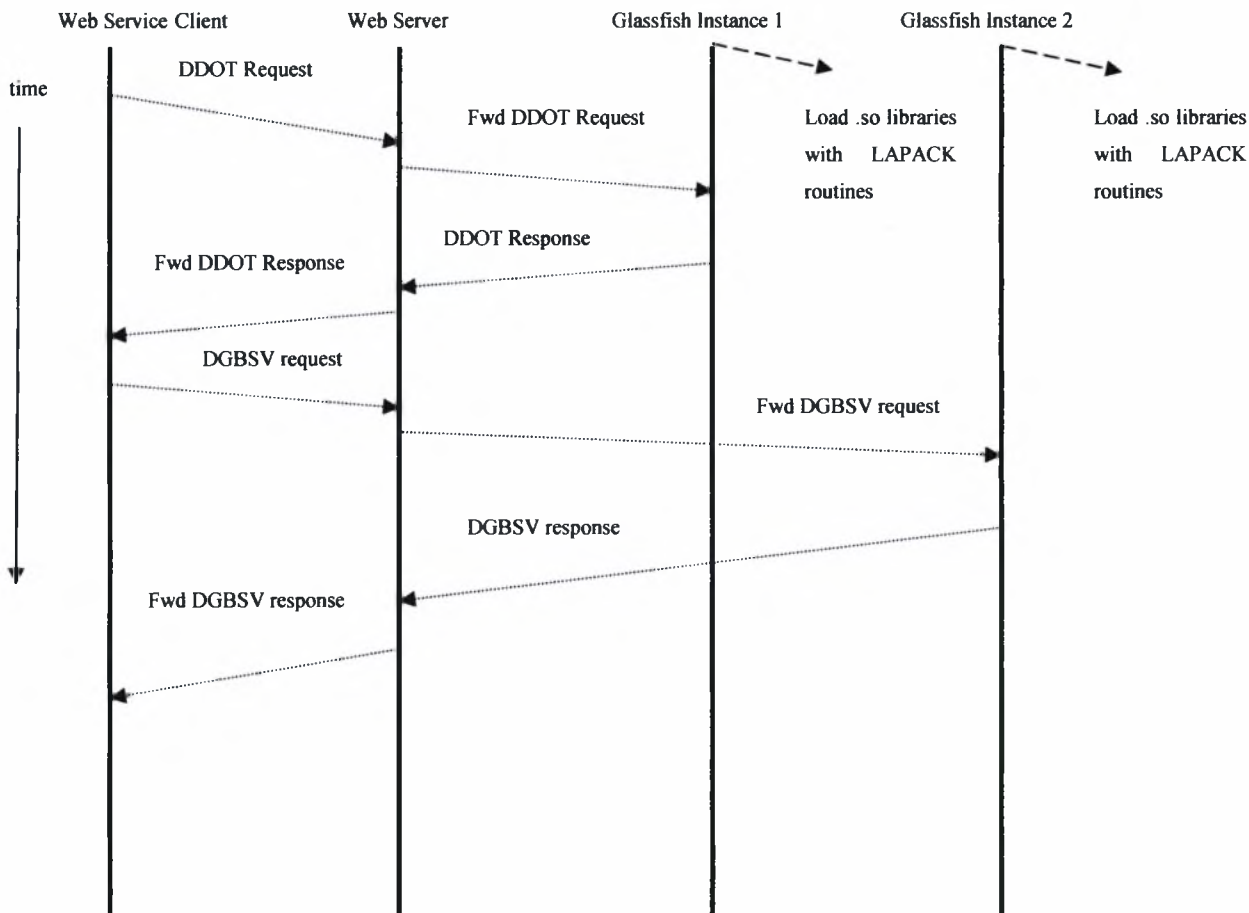 Web Service Client
Web Server
Glassfish Instance 1
Glassfish Instance 2
time
DDOT Request
Fwd DDOT Request
Load .so libraries
with LAPACK
routines
Load .so libraries
with LAPACK
routines
DDOT Response
Fwd DDOT Response
DGBSV request
Fwd DGBSV request
DGBSV response
Fwd DGBSV response